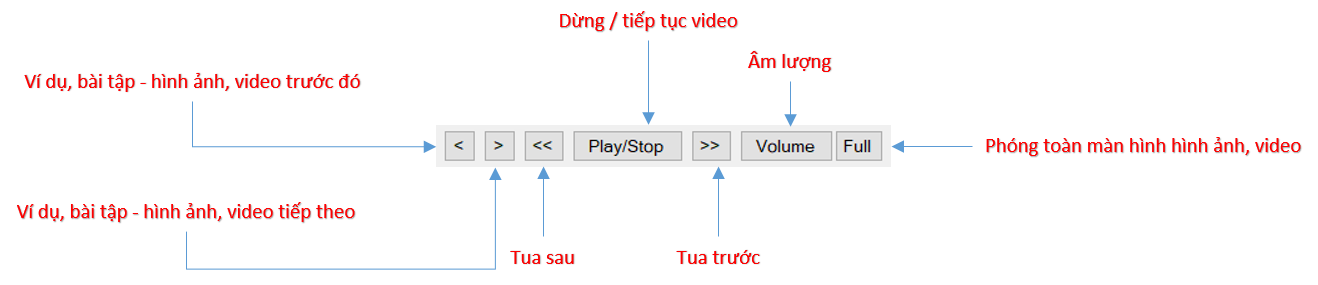 Dừng / tiếp tục video
Âm lượng
Ví dụ, bài tập - hình ảnh, video trước đó
< > << Play/Stop >> Volume Full
Phóng toàn màn hình hình ảnh, video
Ví dụ, bài tập - hình ảnh, video tiếp theo
Tua sau
Tua trước